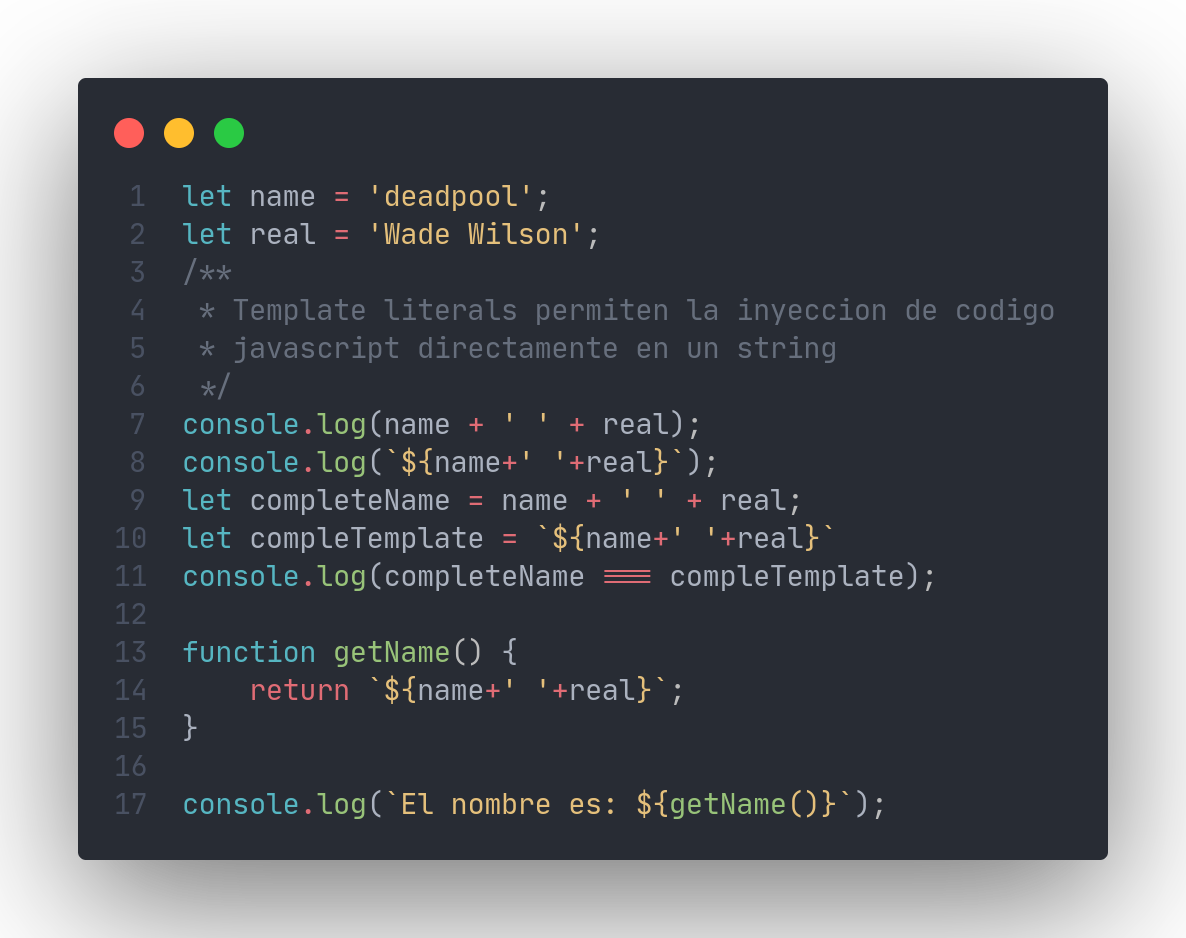 1 let name = 'deadpool';
2 let real = 'Wade Wilson';
3 /**
4  * Template literals permiten la inyeccion de codigo
5  * javascript directamente en un string
6  */
7 console.log(name + ' ' + real);
8 console.log(`${name+' '+real}`);
9 let completeName = name + ' ' + real;
10 let compleTemplate = `${name+' '+real}`
11 console.log(completeName === compleTemplate);
12
13 function getName() {
14     return `${name+' '+real}`;
15 }
16
17 console.log(`El nombre es: ${getName()}`);